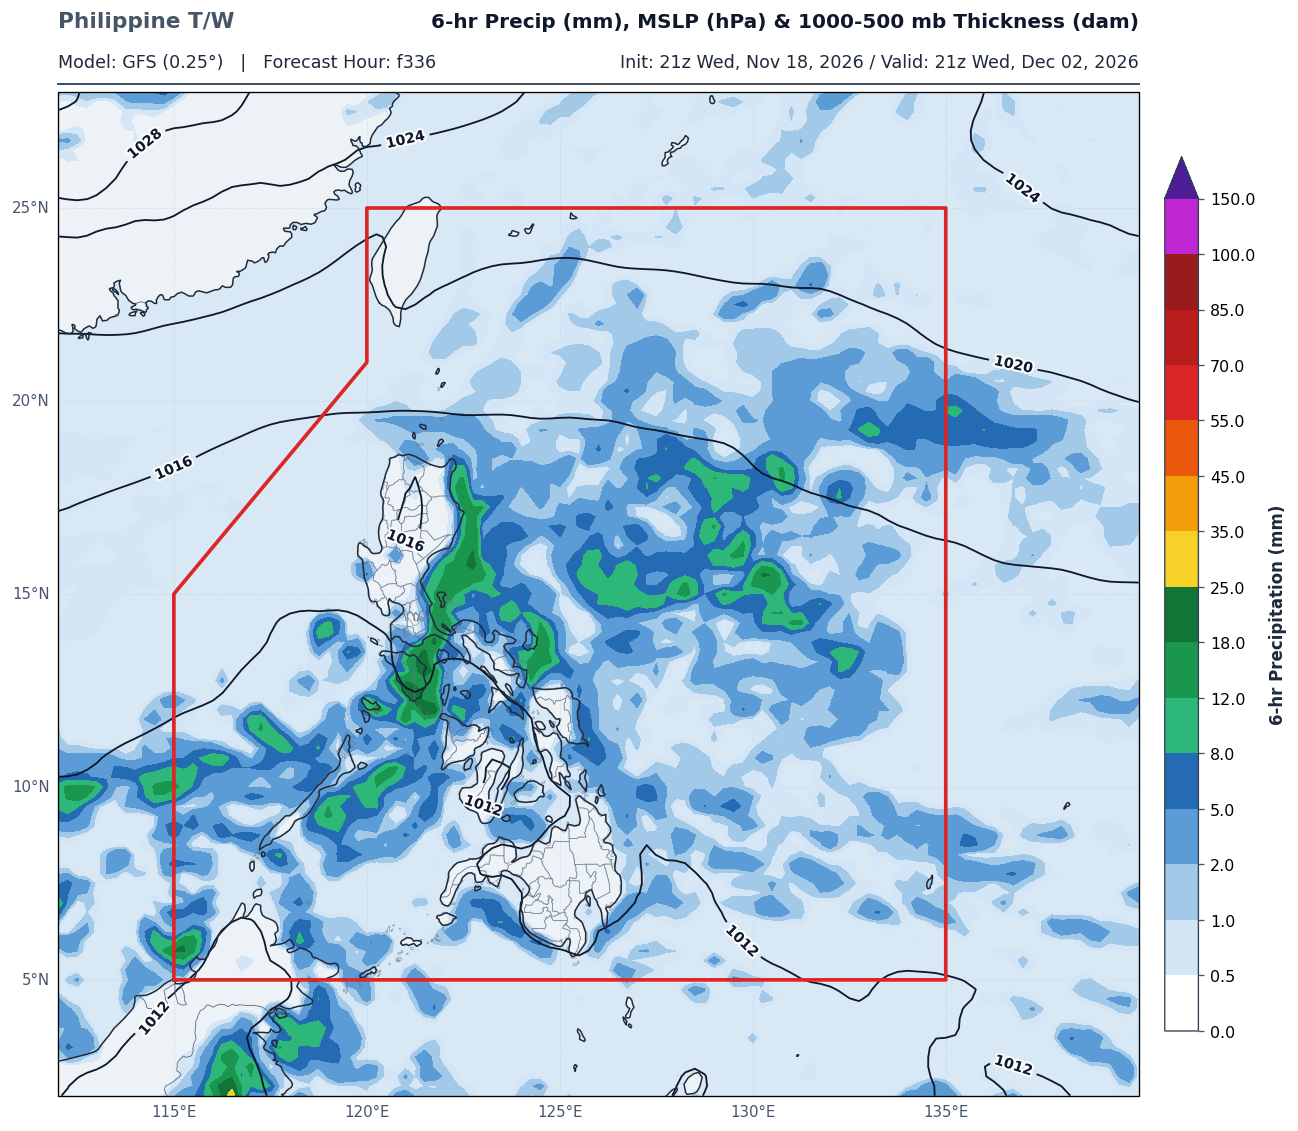 Philippine T/W
6-hr Precip (mm), MSLP (hPa) & 1000-500 mb Thickness (dam)
Model: GFS (0.25°) | Forecast Hour: f336
Init: 21z Wed, Nov 18, 2026 / Valid: 21z Wed, Dec 02, 2026
1028
1024
1024
25°N
1020
20°N
1016
1016
15°N
10°N
1012
1012
5°N
1012
1012
115°E
120°E
125°E
130°E
135°E
150.0
100.0
85.0
70.0
55.0
45.0
35.0
25.0
18.0
12.0
8.0
5.0
2.0
1.0
0.5
0.0
6-hr Precipitation (mm)